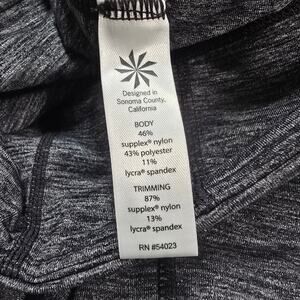 Designed in
Sonoma County,
California
BODY
46%
supplex® nylon
43% polyester
11%
lycra® spandex
TRIMMING
87%
supplex® nylon
13%
lycra® spandex
RN #54023